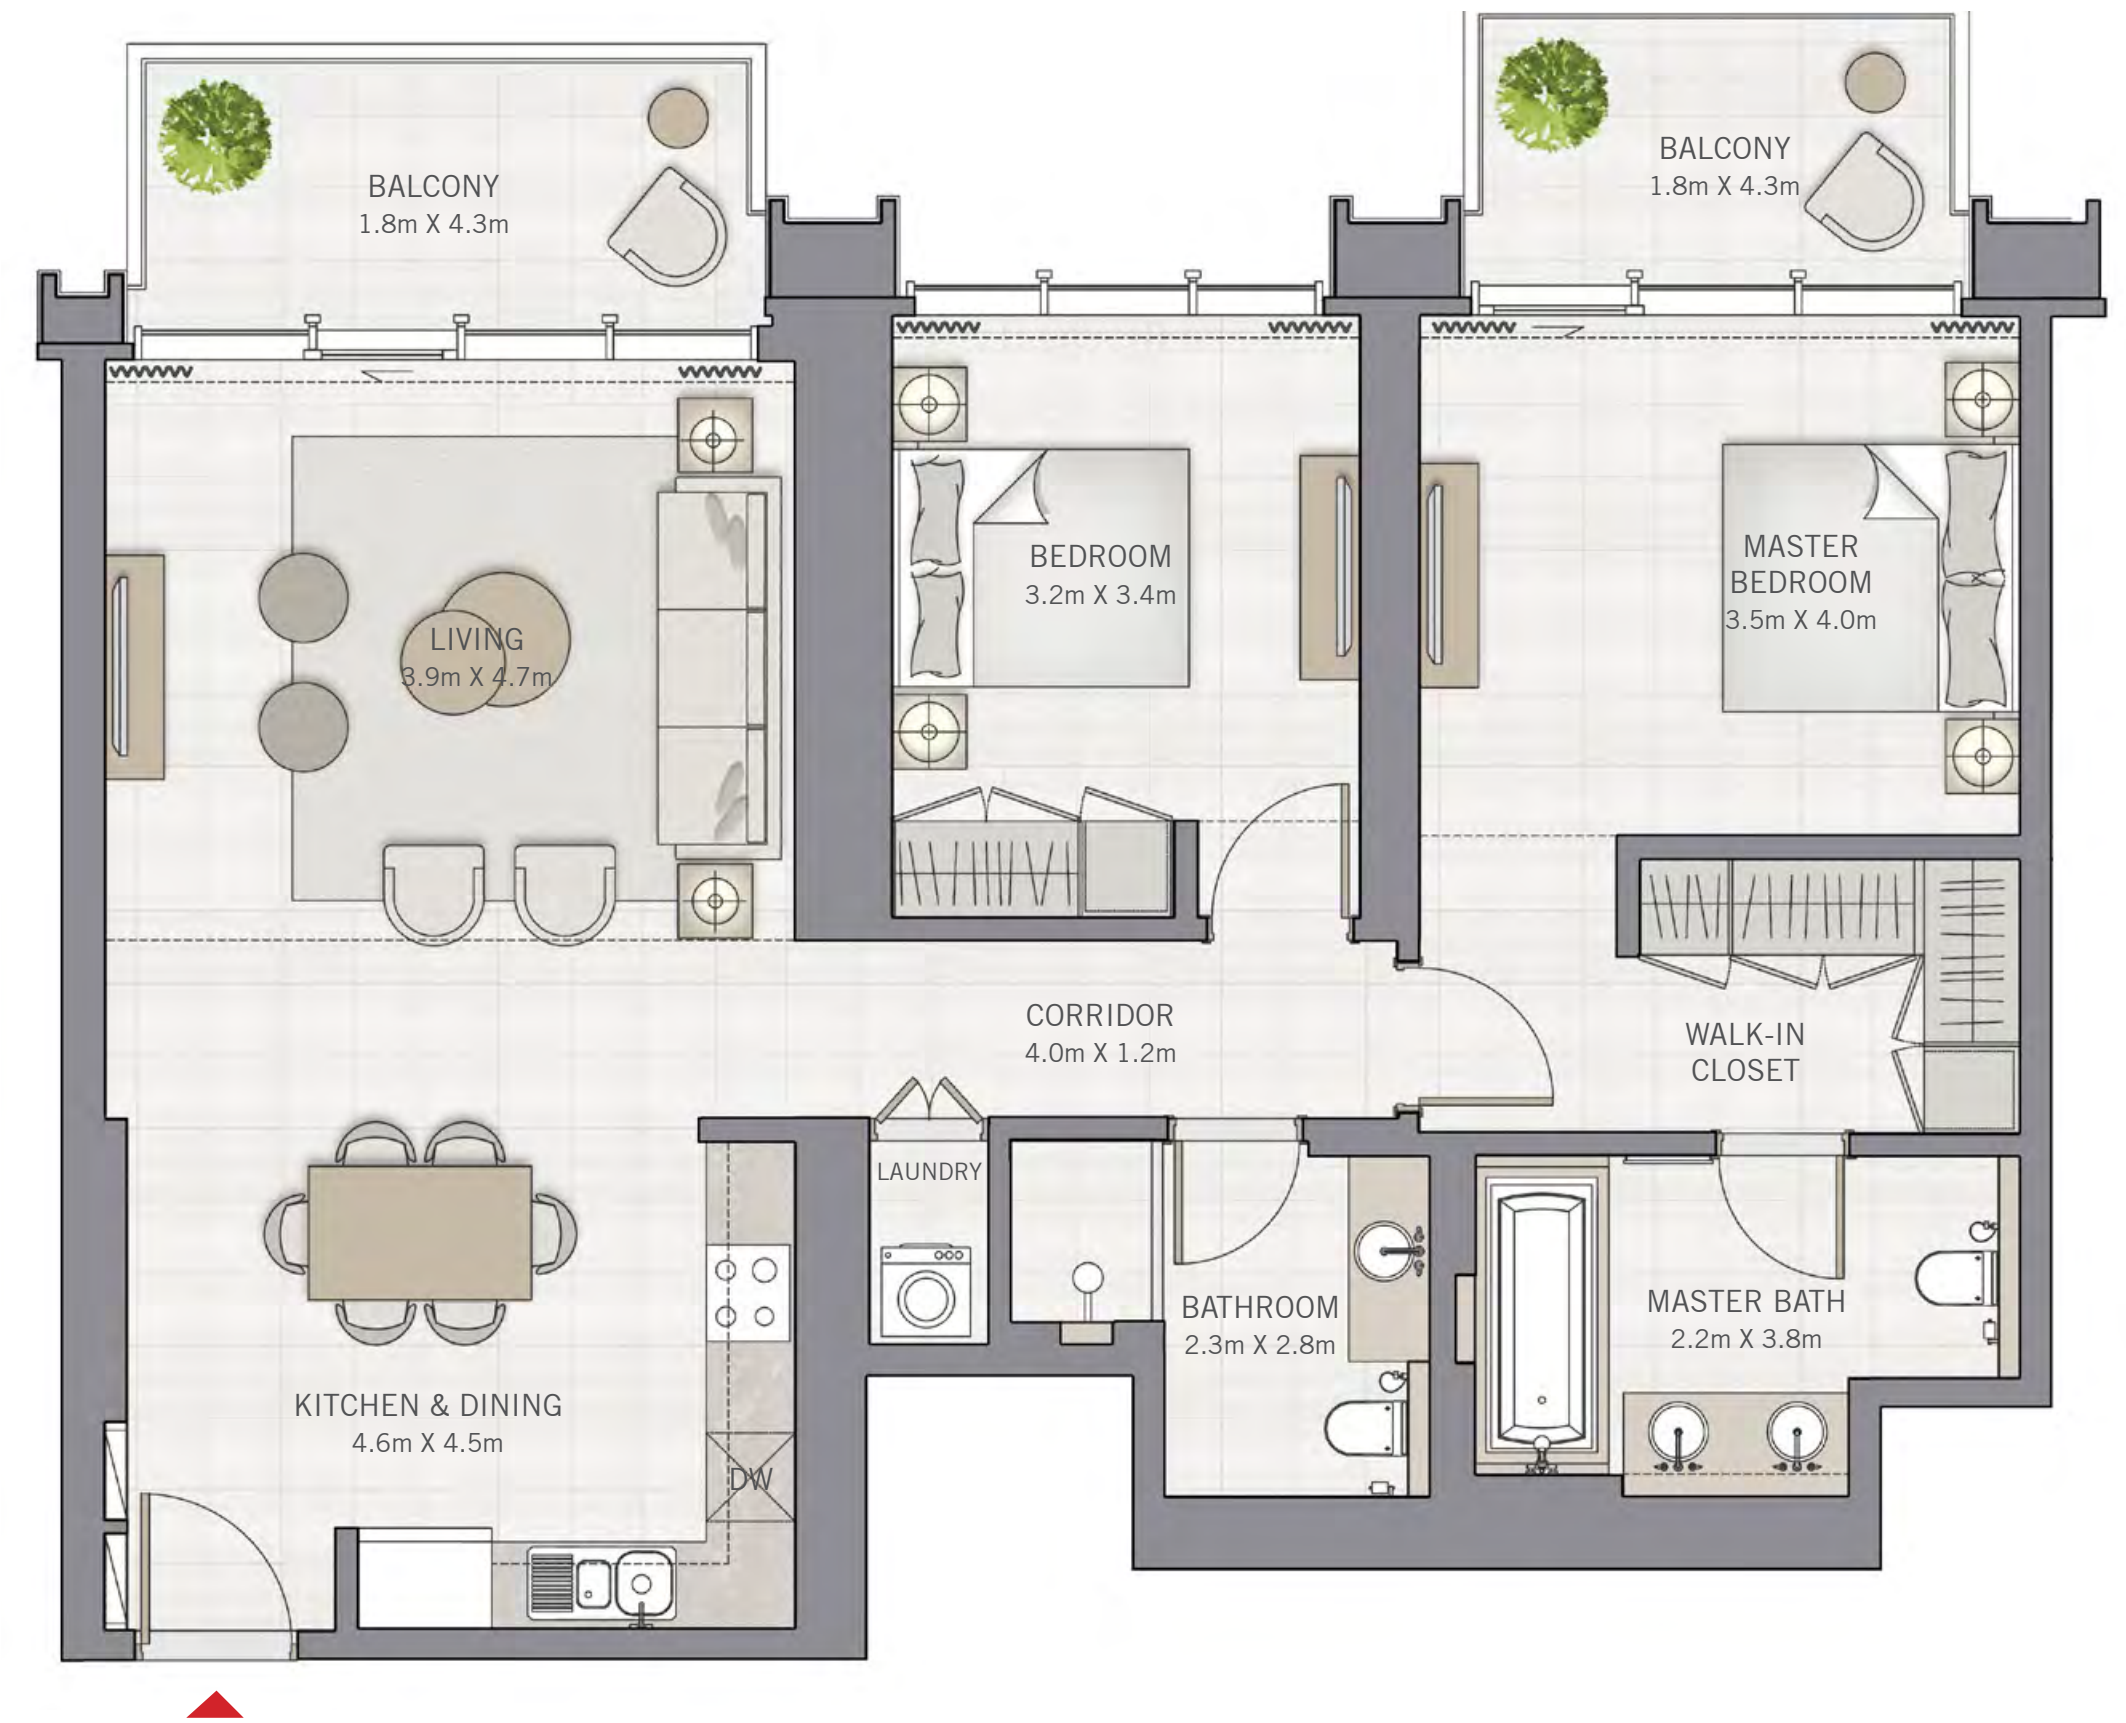 BALCONY
1.8m X 4.3m
BALCONY
1.8m X 4.3m
LIVING
3.9m X 4.7m
BEDROOM
3.2m X 3.4m
MASTER
BEDROOM
3.5m X 4.0m
CORRIDOR
4.0m X 1.2m
WALK-IN
CLOSET
LAUNDRY
BATHROOM
2.3m X 2.8m
MASTER BATH
2.2m X 3.8m
KITCHEN & DINING
4.6m X 4.5m
DW